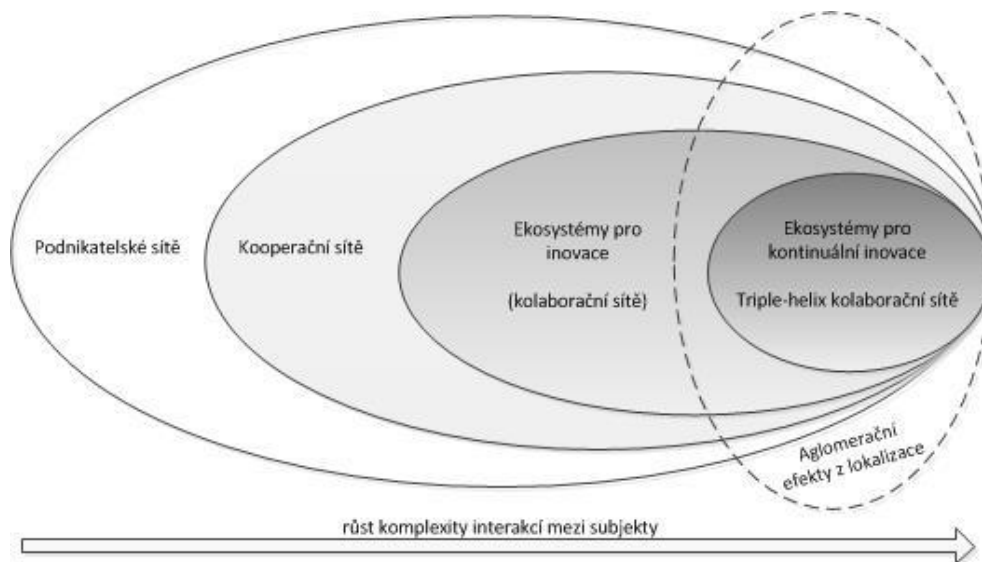 Podnikatelské sítě
Kooperační sítě
Ekosystémy pro
inovace
(kolaborační sítě)
Ekosystémy pro
kontinuální inovace
Triple-helix kolaborační sítě
Aglomerační
efekty z lokalizace
růst komplexity interakcí mezi subjekty